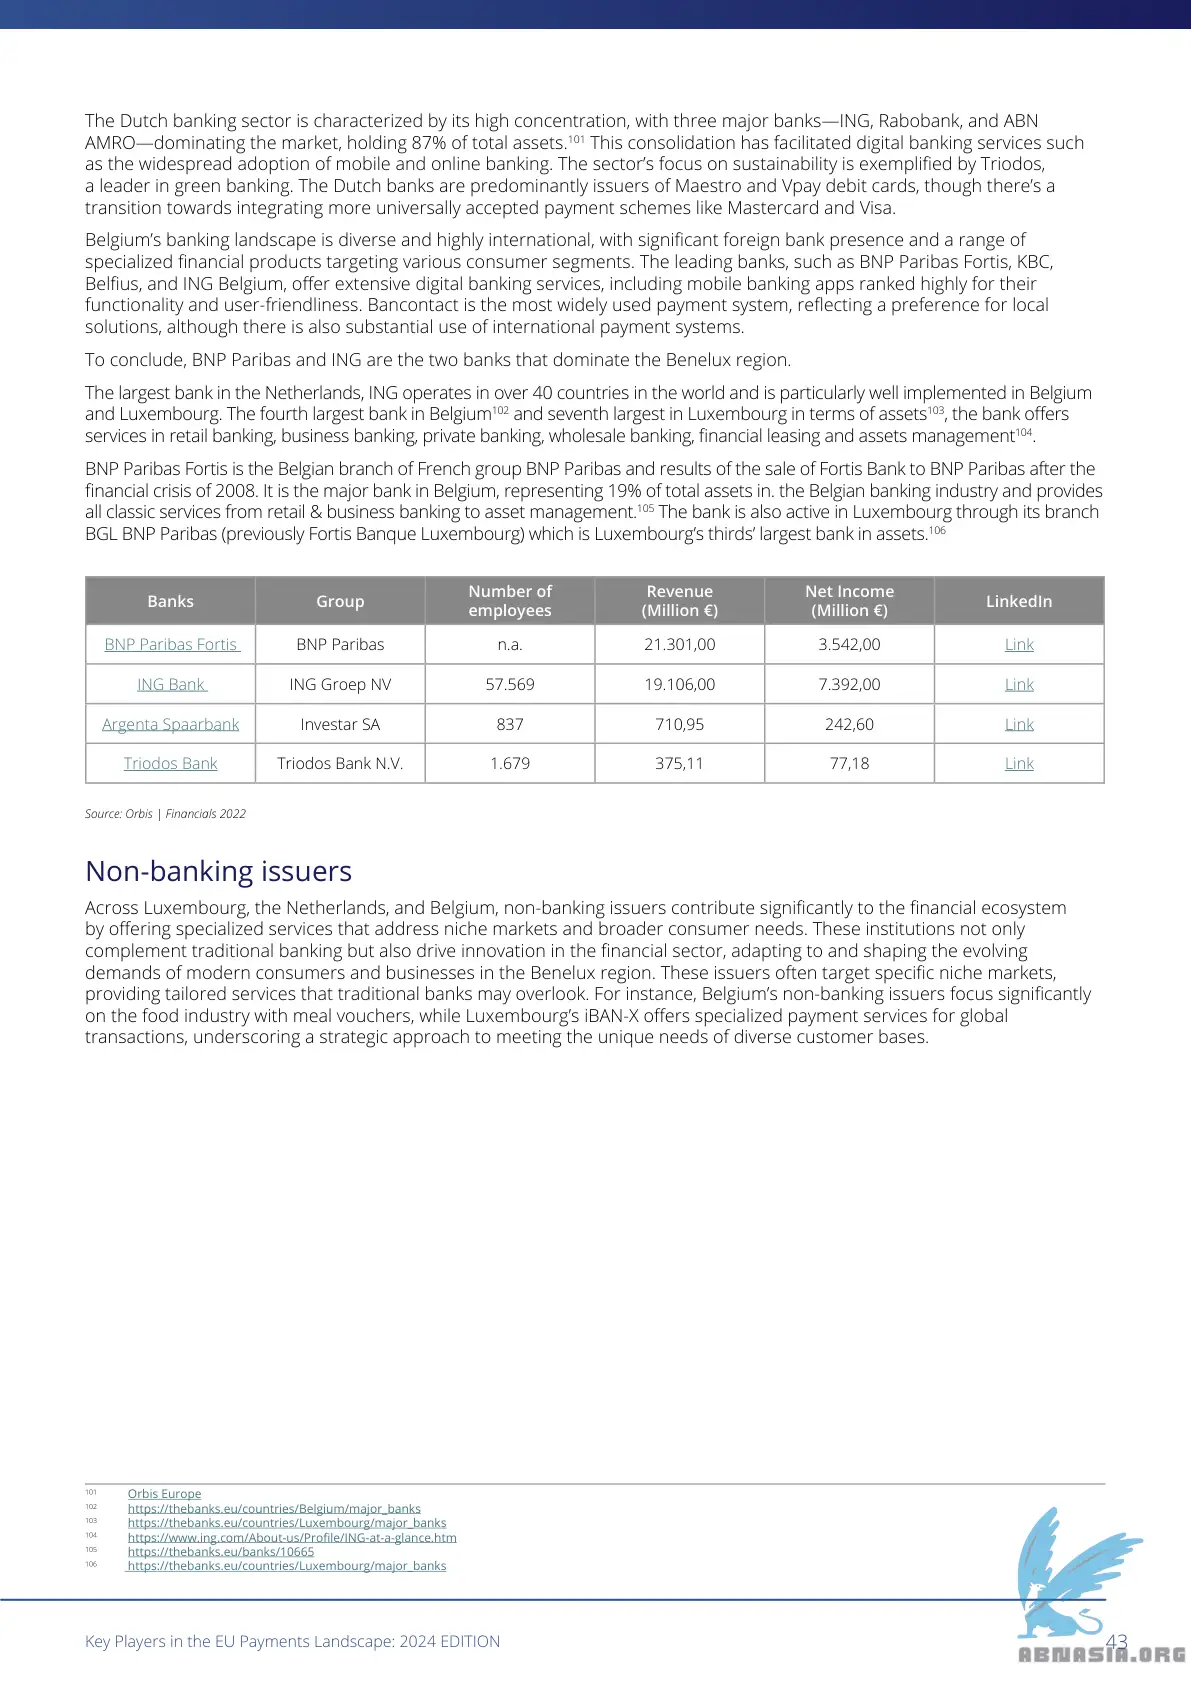 The Dutch banking sector is characterized by its high concentration, with three major banks—ING, Rabobank, and ABN
AMRO—dominating the market, holding 87% of total assets.101 This consolidation has facilitated digital banking services such
as the widespread adoption of mobile and online banking. The sector’s focus on sustainability is exemplified by Triodos,
a leader in green banking. The Dutch banks are predominantly issuers of Maestro and Vpay debit cards, though there’s a
transition towards integrating more universally accepted payment schemes like Mastercard and Visa.
Belgium’s banking landscape is diverse and highly international, with significant foreign bank presence and a range of
specialized financial products targeting various consumer segments. The leading banks, such as BNP Paribas Fortis, KBC,
Belfius, and ING Belgium, offer extensive digital banking services, including mobile banking apps ranked highly for their
functionality and user-friendliness. Bancontact is the most widely used payment system, reflecting a preference for local
solutions, although there is also substantial use of international payment systems.
To conclude, BNP Paribas and ING are the two banks that dominate the Benelux region.
The largest bank in the Netherlands, ING operates in over 40 countries in the world and is particularly well implemented in Belgium
and Luxembourg. The fourth largest bank in Belgium102 and seventh largest in Luxembourg in terms of assets103, the bank offers
services in retail banking, business banking, private banking, wholesale banking, financial leasing and assets management104.
BNP Paribas Fortis is the Belgian branch of French group BNP Paribas and results of the sale of Fortis Bank to BNP Paribas after the
financial crisis of 2008. It is the major bank in Belgium, representing 19% of total assets in. the Belgian banking industry and provides
all classic services from retail & business banking to asset management.105 The bank is also active in Luxembourg through its branch
BGL BNP Paribas (previously Fortis Banque Luxembourg) which is Luxembourg’s thirds’ largest bank in assets.106
Banks Group Number of employees Revenue (Million €) Net Income (Million €) LinkedIn
BNP Paribas Fortis BNP Paribas n.a. 21.301,00 3.542,00 Link
ING Bank ING Groep NV 57.569 19.106,00 7.392,00 Link
Argenta Spaarbank Investar SA 837 710,95 242,60 Link
Triodos Bank Triodos Bank N.V. 1.679 375,11 77,18 Link
Source: Orbis | Financials 2022
Non-banking issuers
Across Luxembourg, the Netherlands, and Belgium, non-banking issuers contribute significantly to the financial ecosystem
by offering specialized services that address niche markets and broader consumer needs. These institutions not only
complement traditional banking but also drive innovation in the financial sector, adapting to and shaping the evolving
demands of modern consumers and businesses in the Benelux region. These issuers often target specific niche markets,
providing tailored services that traditional banks may overlook. For instance, Belgium’s non-banking issuers focus significantly
on the food industry with meal vouchers, while Luxembourg’s iBAN-X offers specialized payment services for global
transactions, underscoring a strategic approach to meeting the unique needs of diverse customer bases.
101 Orbis Europe
102 https://thebanks.eu/countries/Belgium/major_banks
103 https://thebanks.eu/countries/Luxembourg/major_banks
104 https://www.ing.com/About-us/Profile/ING-at-a-glance.htm
105 https://thebanks.eu/banks/10665
106 https://thebanks.eu/countries/Luxembourg/major_banks
Key Players in the EU Payments Landscape: 2024 EDITION
43
ABNASIA.ORG